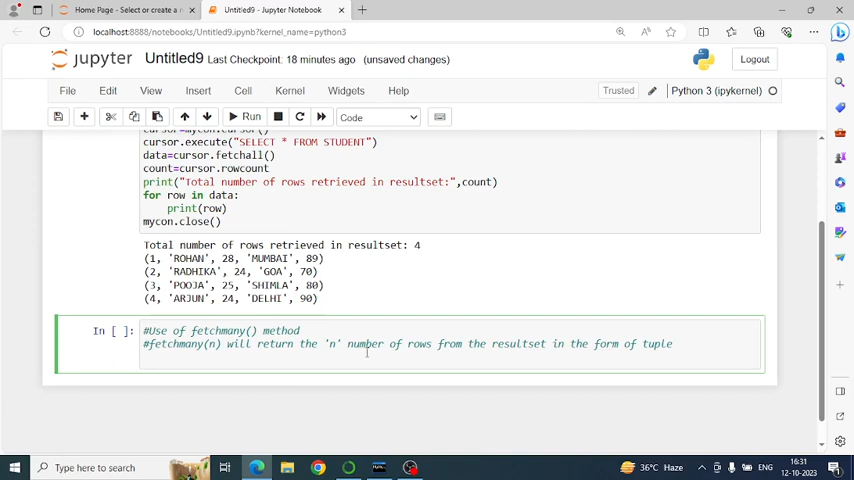 Home Page - Select or create a n
Untitled9 - Jupyter Notebook
localhost:8888/notebooks/Untitled9.ipynb?kernel_name=python3
jupyter Untitled9 Last Checkpoint: 18 minutes ago (unsaved changes)
Logout
File Edit View Insert Cell Kernel Widgets Help
Trusted
Python 3 (ipykernel)
Run
Code
cursor=mycon.cursor()
cursor.execute("SELECT * FROM STUDENT")
data=cursor.fetchall()
count=cursor.rowcount
print("Total number of rows retrieved in resultset:",count)
for row in data:
print(row)
mycon.close()
Total number of rows retrieved in resultset: 4
(1, 'ROHAN', 28, 'MUMBAI', 89)
(2, 'RADHIKA', 24, 'GOA', 70)
(3, 'POOJA', 25, 'SHIMLA', 80)
(4, 'ARJUN', 24, 'DELHI', 90)
In [ ]:
#Use of fetchmany() method
#fetchmany(n) will return the 'n' number of rows from the resultset in the form of tuple
Type here to search
36°C Haze
ENG
16:31
12-10-2023